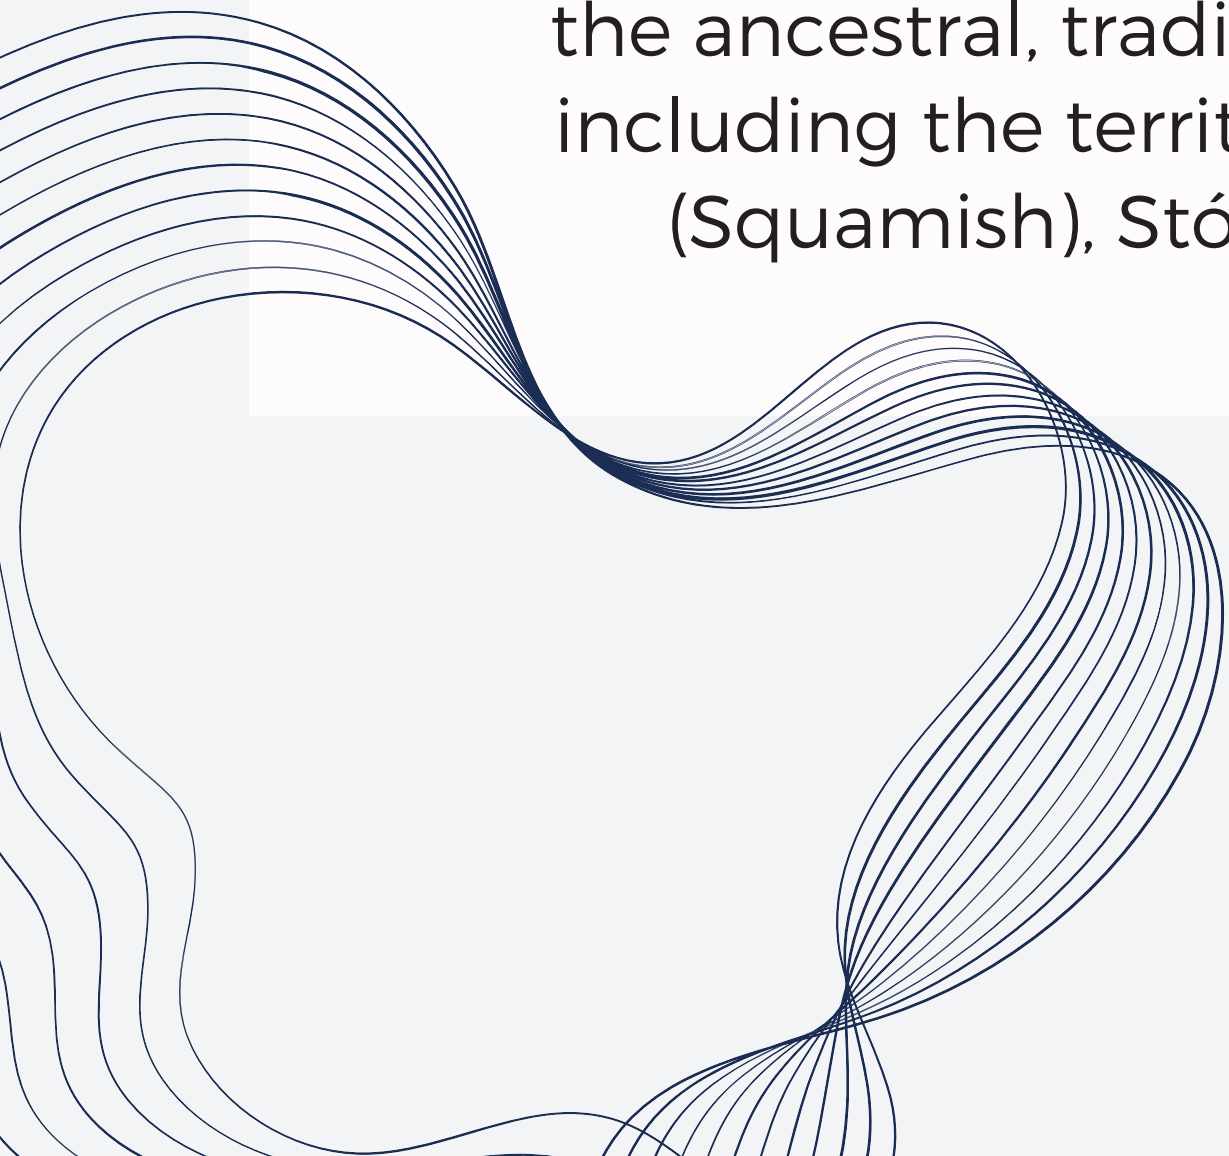 the ancestral, tradi
including the territ
(Squamish), Stó